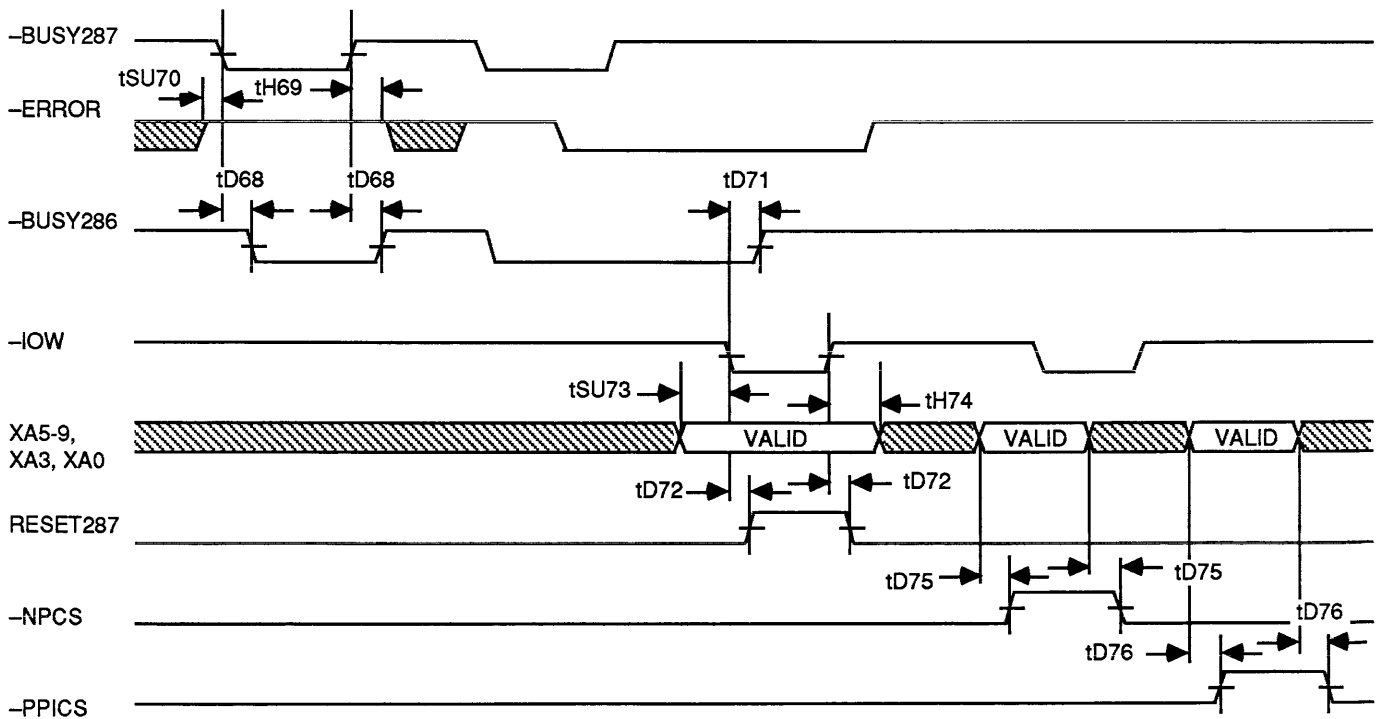 –BUSY287
tSU70
tH69
–ERROR
tD68
tD68
tD71
–BUSY286
–IOW
tSU73
tH74
XA5-9,
XA3, XA0
VALID
VALID
VALID
tD72
tD72
RESET287
tD75
tD75
–NPCS
tD76
tD76
–PPICS